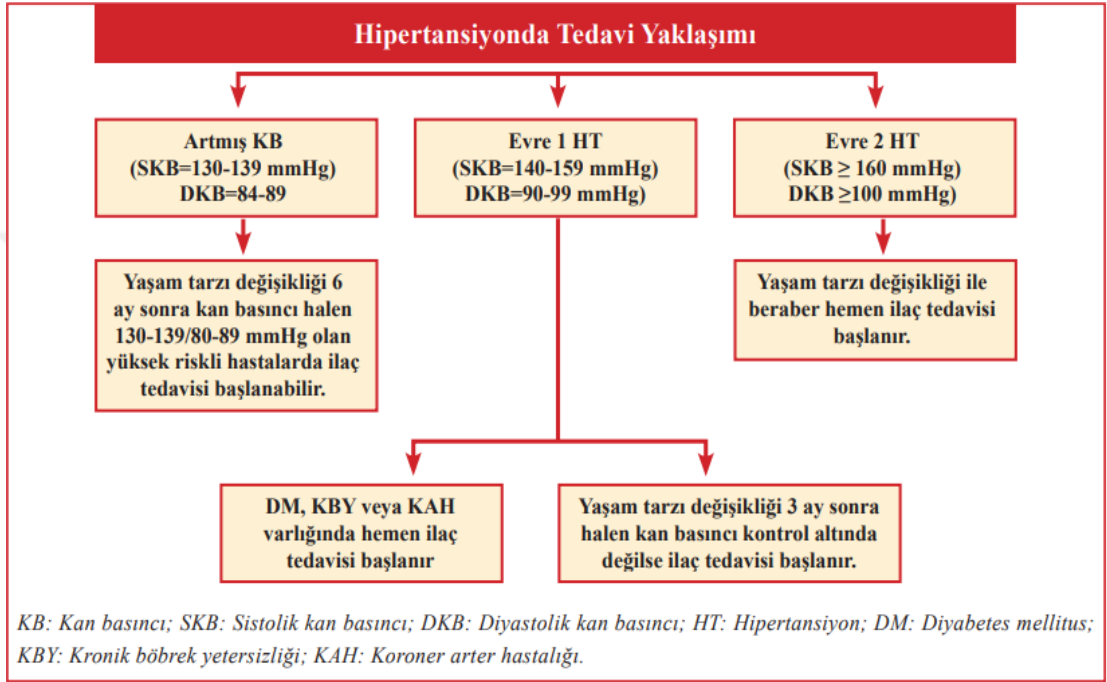 Hipertansiyonda Tedavi Yaklaşımı
Artmış KB
(SKB=130-139 mmHg)
DKB=84-89
Evre 1 HT
(SKB=140-159 mmHg)
DKB=90-99 mmHg)
Evre 2 HT
(SKB ≥ 160 mmHg)
DKB ≥100 mmHg)
Yaşam tarzı değişikliği 6
ay sonra kan basıncı halen
130-139/80-89 mmHg olan
yüksek riskli hastalarda ilaç
tedavisi başlanabilir.
Yaşam tarzı değişikliği ile
beraber hemen ilaç tedavisi
başlanır.
DM, KBY veya KAH
varlığında hemen ilaç
tedavisi başlanır
Yaşam tarzı değişikliği 3 ay sonra
halen kan basıncı kontrol altında
değilse ilaç tedavisi başlanır.
KB: Kan basıncı; SKB: Sistolik kan basıncı; DKB: Diyastolik kan basıncı; HT: Hipertansiyon; DM: Diyabetes mellitus;
KBY: Kronik böbrek yetersizliği; KAH: Koroner arter hastalığı.